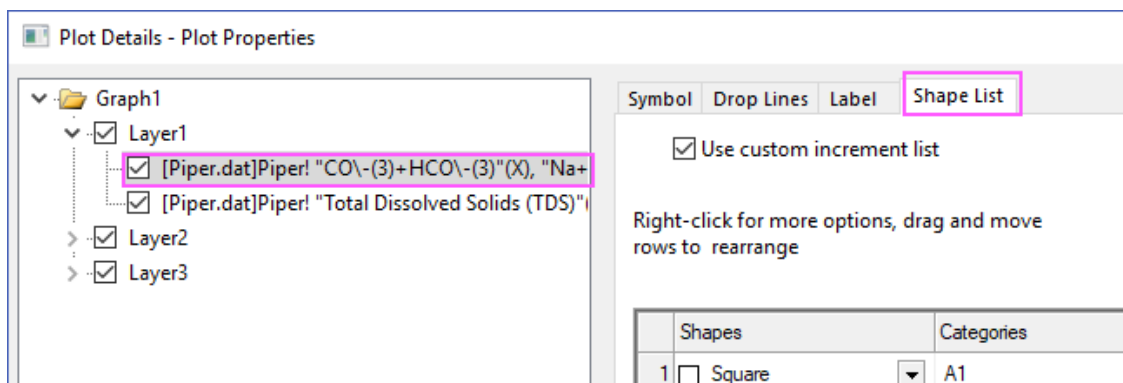 Plot Details - Plot Properties
Graph1
Layer1
[Piper.dat]Piper! "CO\-(3)+HCO\-(3)"(X), "Na+
[Piper.dat]Piper! "Total Dissolved Solids (TDS)"(
Layer2
Layer3
Symbol Drop Lines Label Shape List
Use custom increment list
Right-click for more options, drag and move
rows to rearrange
Shapes Categories
1 Square A1